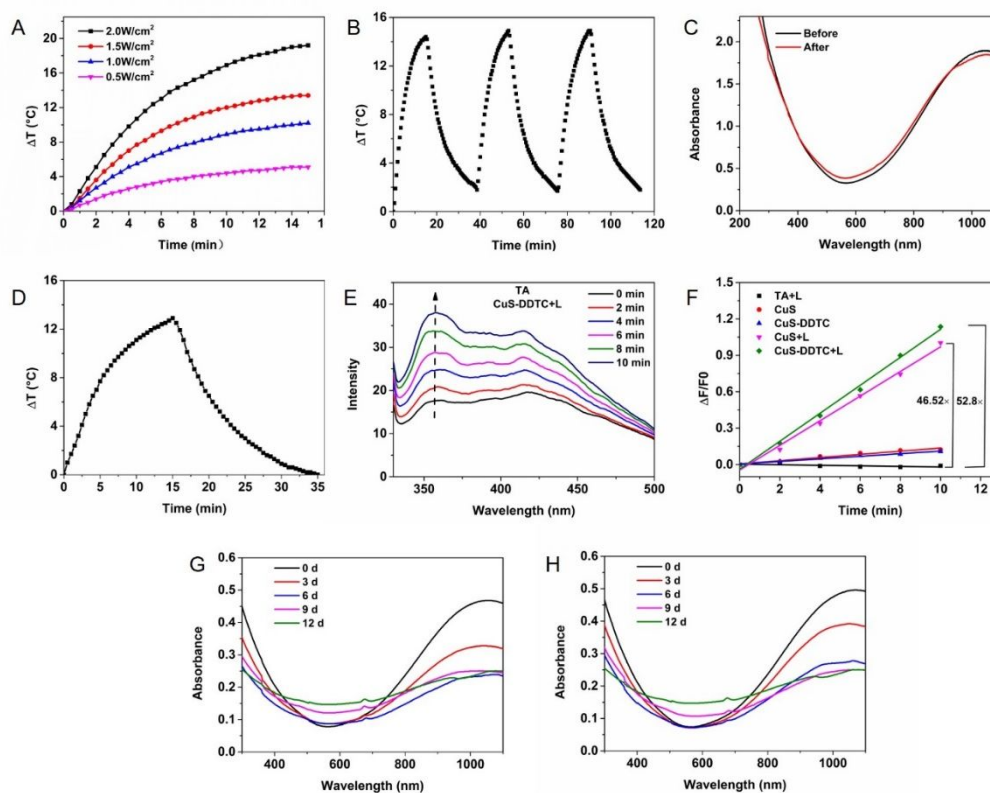 A
2.0W/cm²
1.5W/cm²
1.0W/cm²
0.5W/cm²
20
16
12
8
4
0
0 2 4 6 8 10 12 14 1
ΔT (°C)
Time (min）
B
16
12
8
4
0
0 20 40 60 80 100 120
ΔT (°C)
Time (min)
C
Before
After
2.0
1.5
1.0
0.5
0.0
200 400 600 800 1000
Absorbance
Wavelength (nm)
D
16
12
8
4
0
0 5 10 15 20 25 30 35
ΔT (°C)
Time (min)
E
TA
CuS-DDTC+L
0 min
2 min
4 min
6 min
8 min
10 min
40
30
20
10
0
350 400 450 500
Intensity
Wavelength (nm)
F
TA+L
CuS
CuS-DDTC
CuS+L
CuS-DDTC+L
46.52×
52.8×
1.5
1.2
0.9
0.6
0.3
0.0
-0.3
0 2 4 6 8 10 12
ΔF/F0
Time (min)
G
0 d
3 d
6 d
9 d
12 d
0.6
0.5
0.4
0.3
0.2
0.1
0.0
400 600 800 1000
Absorbance
Wavelength (nm)
H
0 d
3 d
6 d
9 d
12 d
0.6
0.5
0.4
0.3
0.2
0.1
0.0
400 600 800 1000
Absorbance
Wavelength (nm)